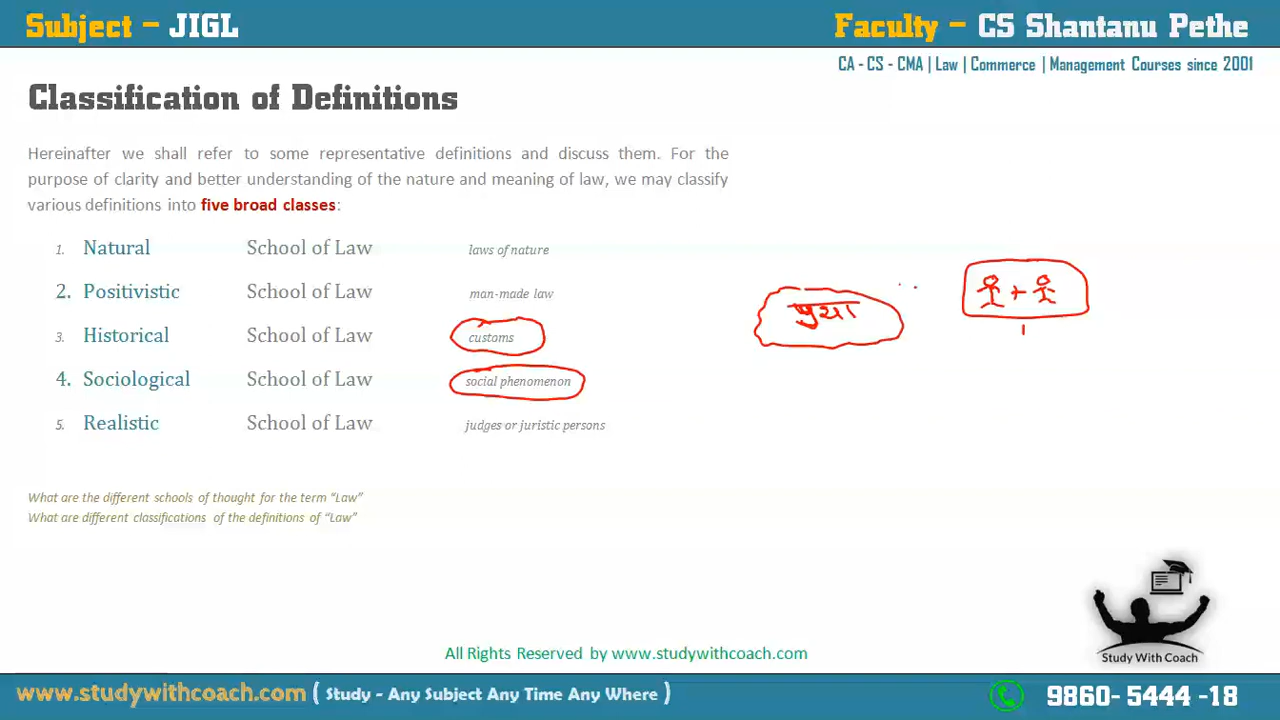 Subject – JIGL
Faculty – CS Shantanu Pethe
CA - CS - CMA | Law | Commerce | Management Courses since 2001
Classification of Definitions
Hereinafter we shall refer to some representative definitions and discuss them. For the
purpose of clarity and better understanding of the nature and meaning of law, we may classify
various definitions into five broad classes:
1. Natural School of Law laws of nature
2. Positivistic School of Law man-made law
3. Historical School of Law customs
4. Sociological School of Law social phenomenon
5. Realistic School of Law judges or juristic persons
What are the different schools of thought for the term “Law”
What are different classifications of the definitions of “Law”
Study With Coach
All Rights Reserved by www.studywithcoach.com
www.studywithcoach.com ( Study - Any Subject Any Time Any Where ) 9860- 5444 -18